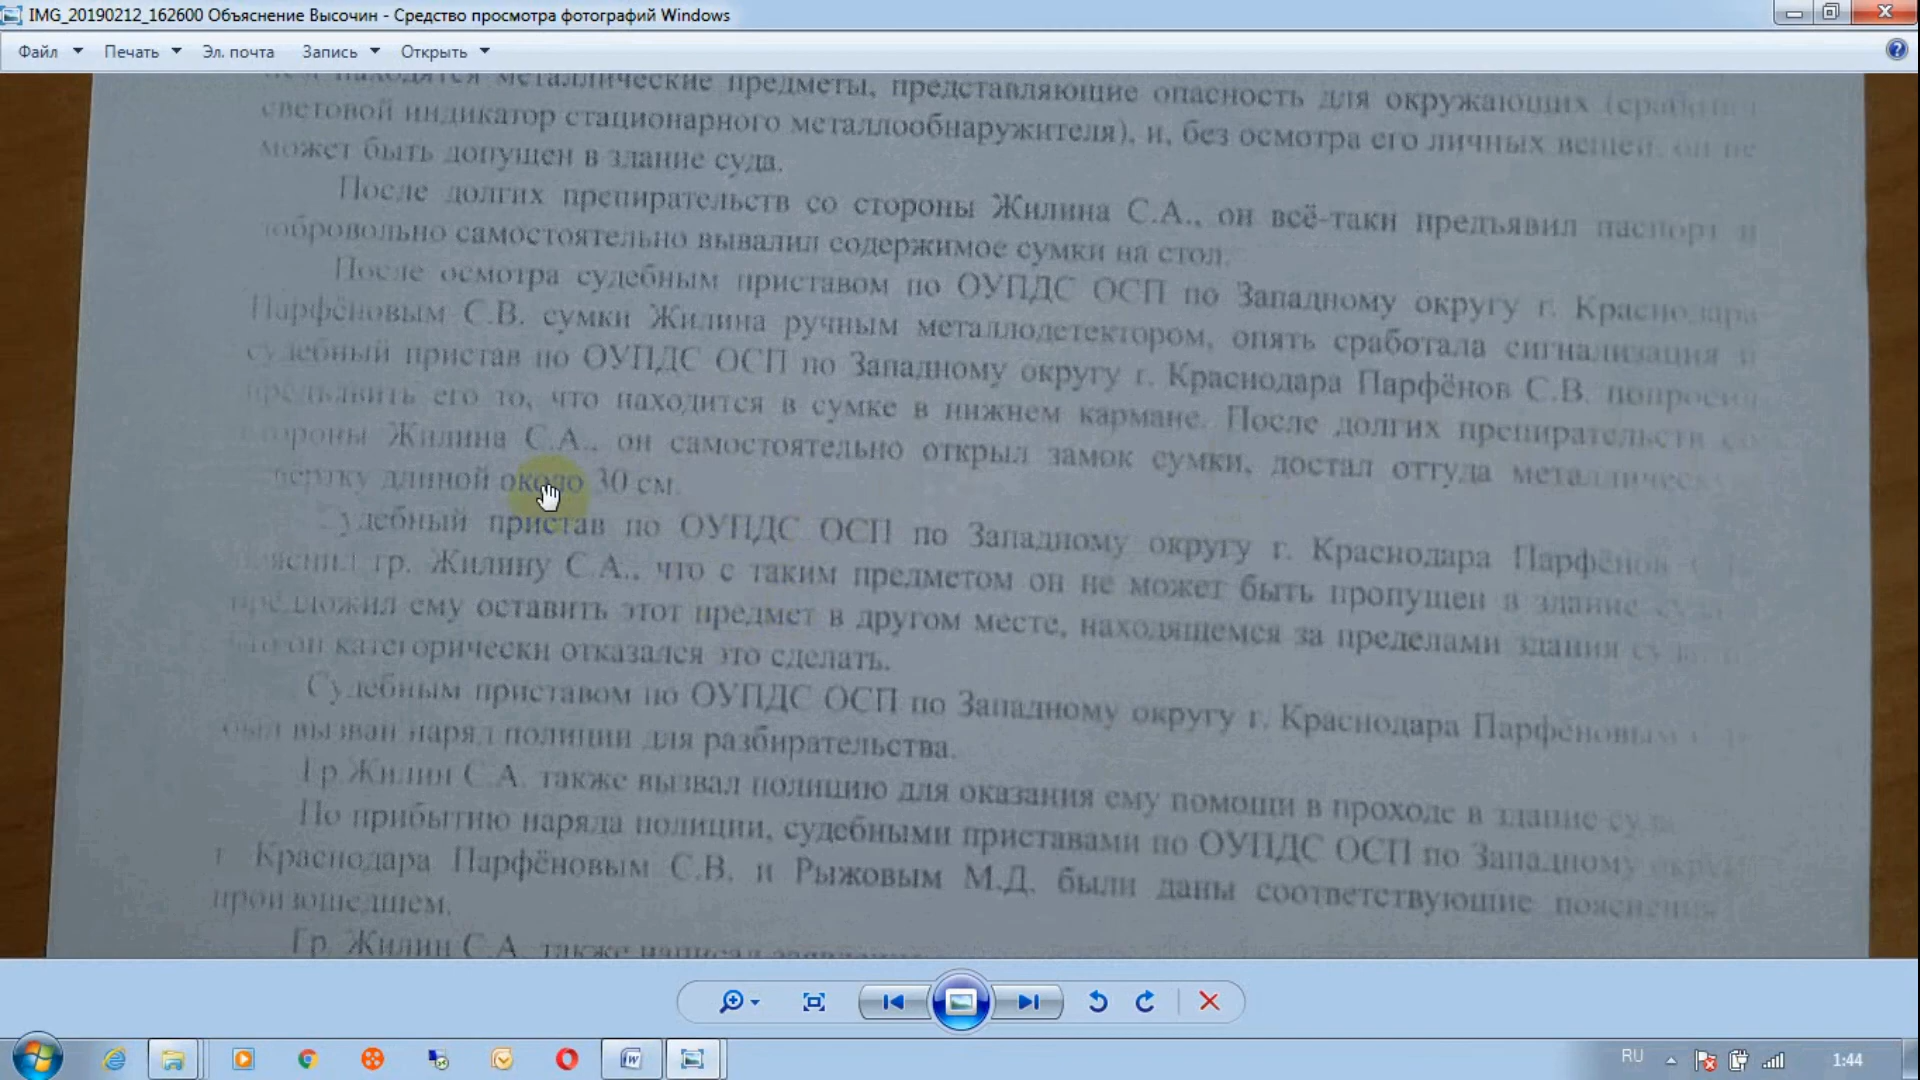 IMG_20190212_162600 Объяснение Высочин - Средство просмотра фотографий Windows
Файл Печать Эл. почта Запись Открыть
находятся металлические предметы, представляющие опасность для окружающих
световой индикатор стационарного металлообнаружителя), и, без осмотра его личных вещей, он не
может быть допущен в здание суда.
После долгих препирательств со стороны Жилина С.А., он всё-таки предъявил паспорт и
добровольно самостоятельно вывалил содержимое сумки на стол.
После осмотра судебным приставом по ОУПДС ОСП по Западному округу г. Краснодара
Парфёновым С.В. сумки Жилина ручным металлодетектором, опять сработала сигнализация и
судебный пристав по ОУПДС ОСП по Западному округу г. Краснодара Парфёнов С.В. попросил
предъявить его то, что находится в сумке в нижнем кармане. После долгих препирательств со
стороны Жилина С.А., он самостоятельно открыл замок сумки, достал оттуда
длиной около 30 см.
Судебный пристав по ОУПДС ОСП по Западному округу г. Краснодара Парфёнов
гр. Жилину С.А., что с таким предметом он не может быть пропущен в здание
предложил ему оставить этот предмет в другом месте, находящемся за пределами здания
он категорически отказался это сделать.
Судебным приставом по ОУПДС ОСП по Западному округу г. Краснодара Парфёновым
был вызван наряд полиции для разбирательства.
Гр.Жилин С.А. также вызвал полицию для оказания ему помощи в проходе в здание
По прибытию наряда полиции, судебными приставами по ОУПДС ОСП по Западному
г. Краснодара Парфёновым С.В. и Рыжовым М.Д. были даны соответствующие пояснения
произошедшем.
Гр. Жилин С.А. также написал
RU 1:44